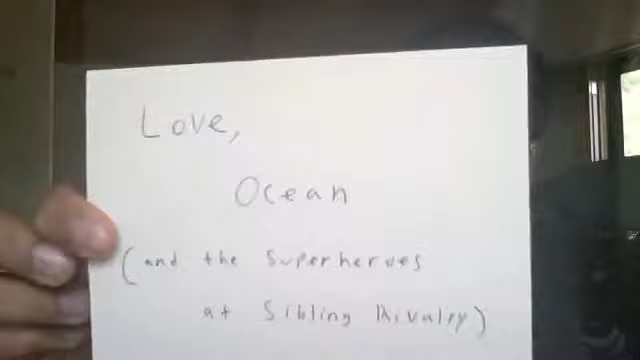 Love,
Ocean
(and the Superheroes
at Sibling Rivalry)